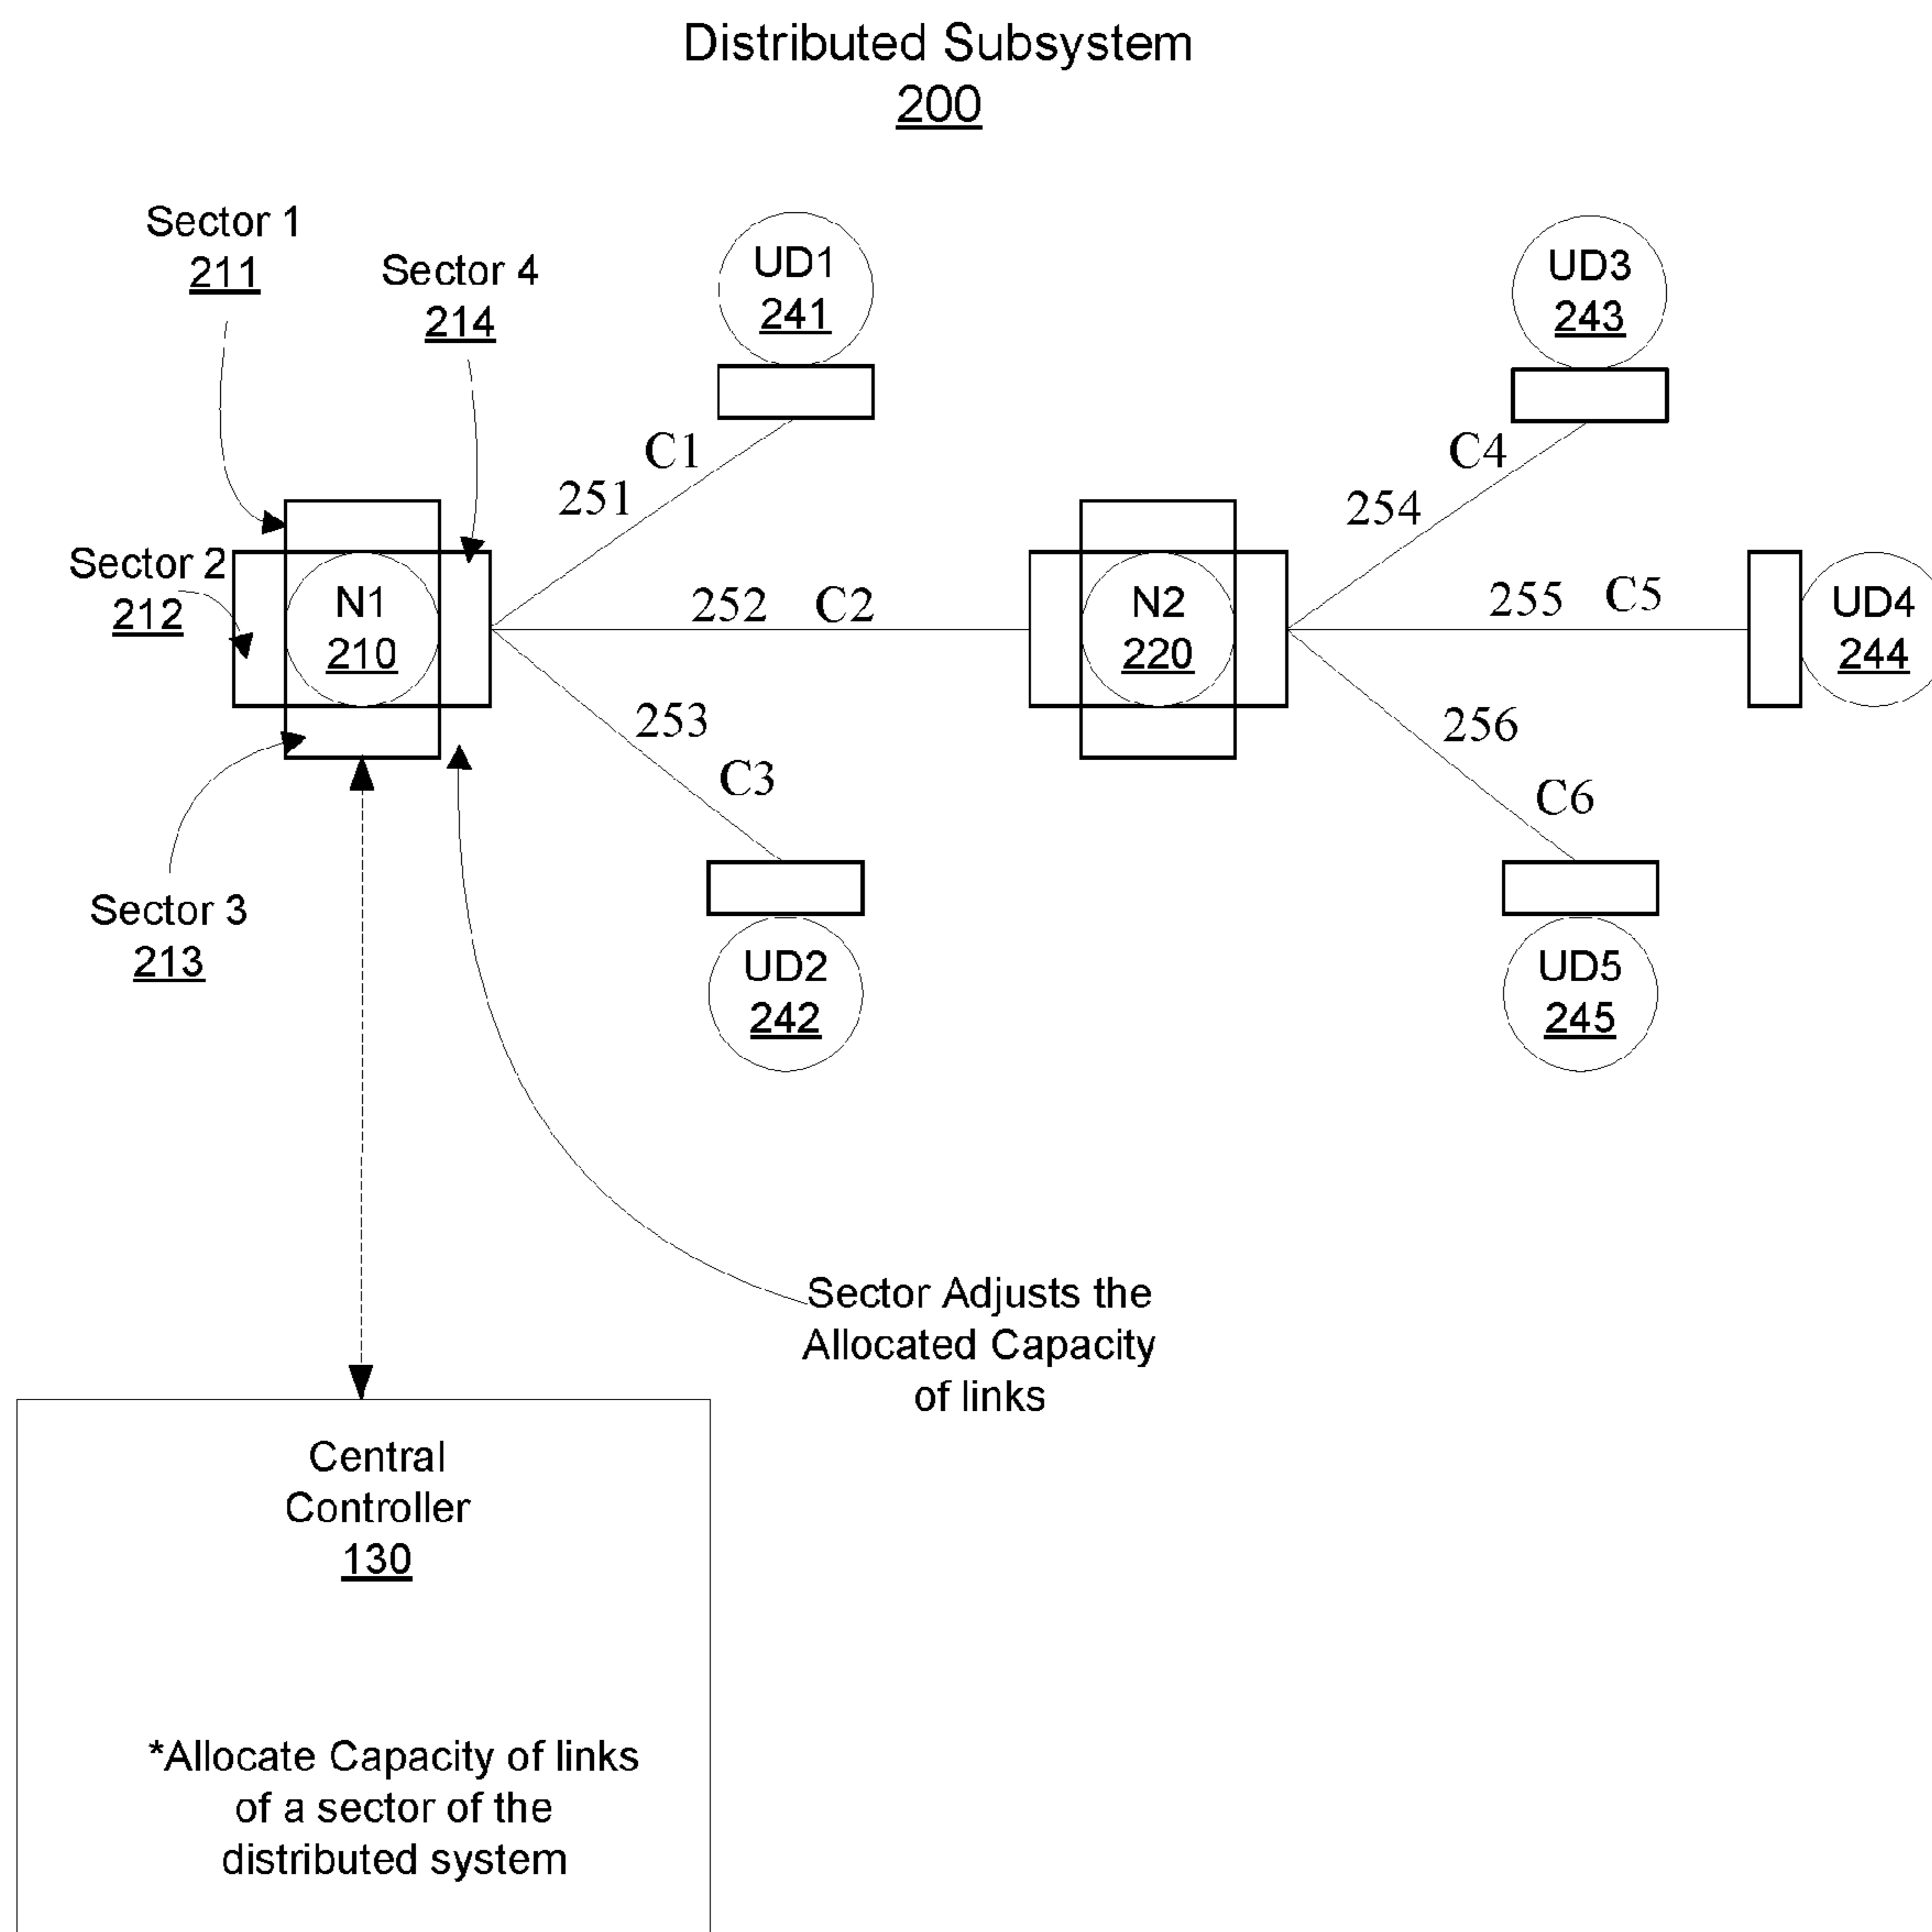 Distributed Subsystem
200
Sector 1
211
Sector 4
214
UD1
241
UD3
243
C1
251
C4
254
Sector 2
212
N1
210
252 C2
N2
220
255 C5
UD4
244
253
C3
256
C6
Sector 3
213
UD2
242
UD5
245
Sector Adjusts the
Allocated Capacity
of links
Central
Controller
130
*Allocate Capacity of links
of a sector of the
distributed system